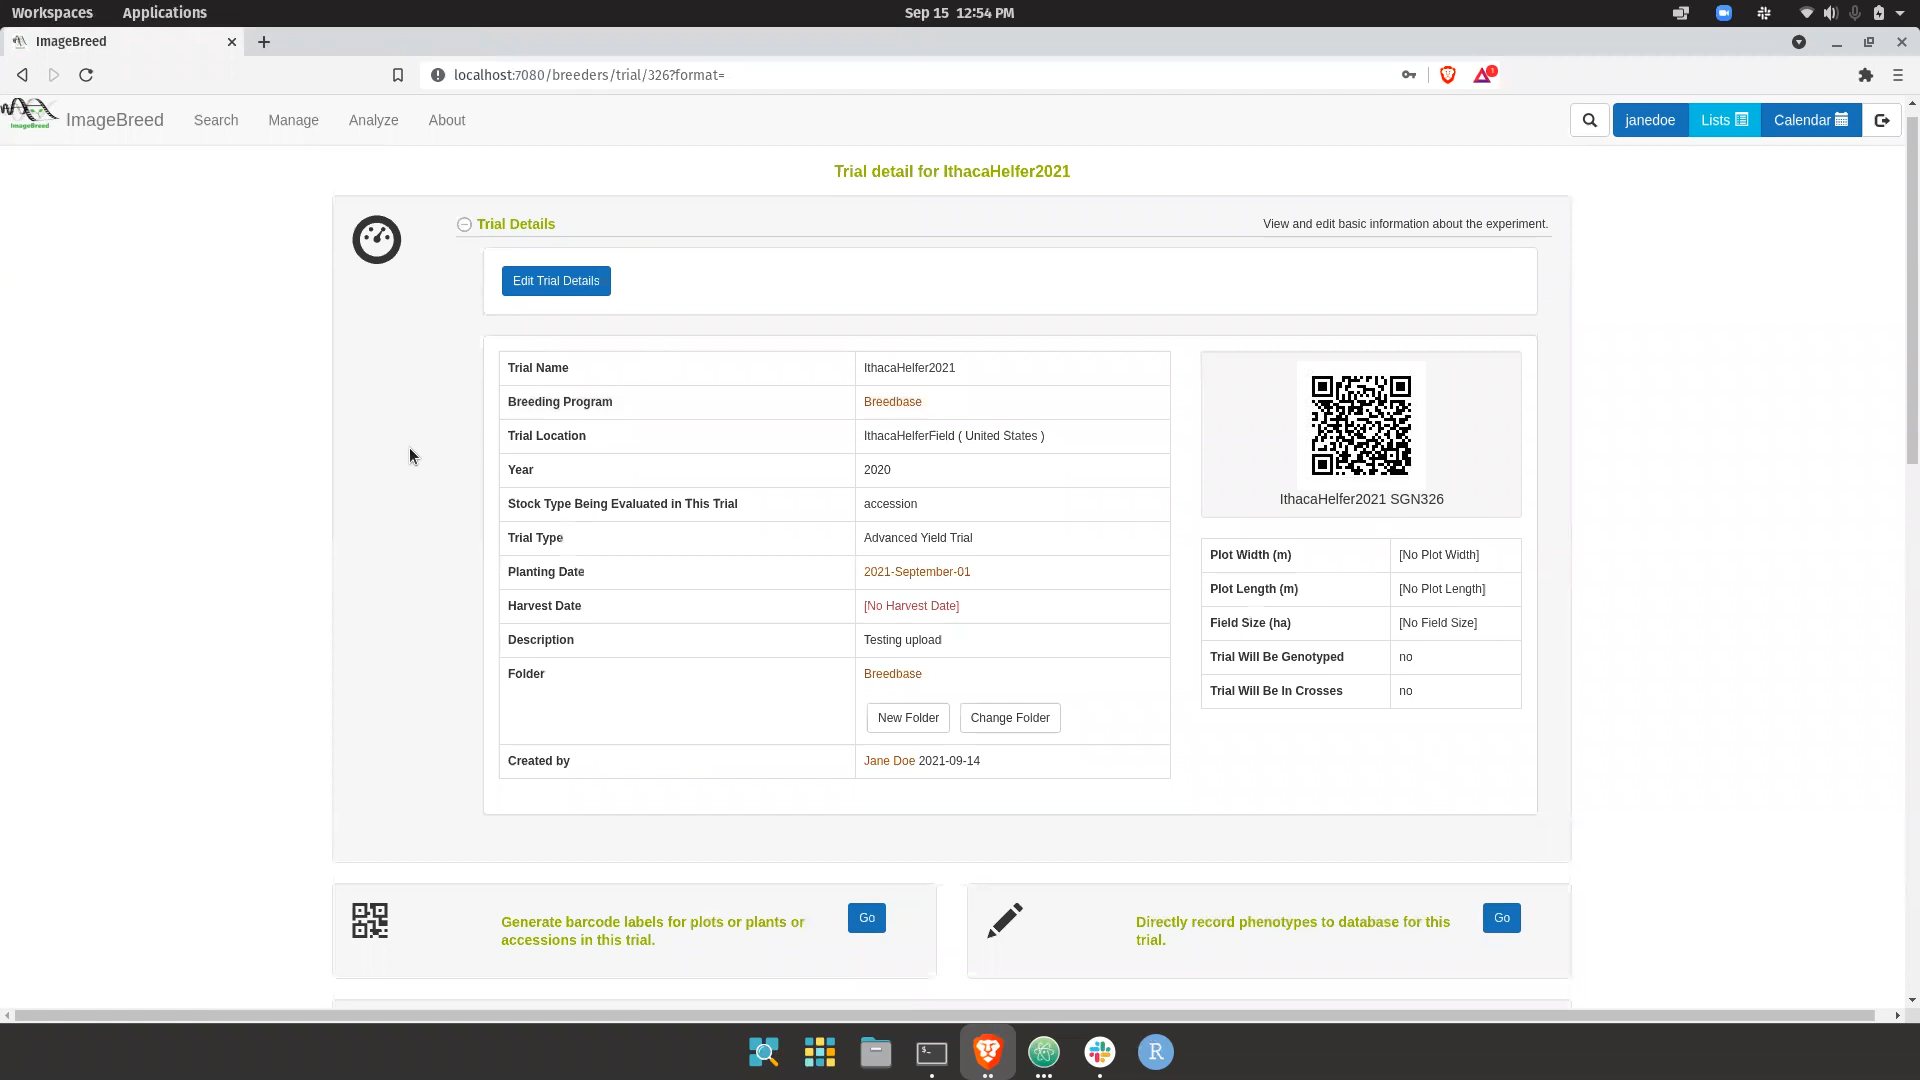 Workspaces Applications Sep 15 12:54 PM
ImageBreed
localhost:7080/breeders/trial/326?format= 1
ImageBreed ImageBreed Search Manage Analyze About janedoe Lists Calendar
Trial detail for IthacaHelfer2021
Trial Details View and edit basic information about the experiment.
Edit Trial Details
Trial Name IthacaHelfer2021
Breeding Program Breedbase
Trial Location IthacaHelferField ( United States )
Year 2020
Stock Type Being Evaluated in This Trial accession
Trial Type Advanced Yield Trial
Planting Date 2021-September-01
Harvest Date [No Harvest Date]
Description Testing upload
Folder Breedbase
New Folder Change Folder
Created by Jane Doe 2021-09-14
IthacaHelfer2021 SGN326
Plot Width (m) [No Plot Width]
Plot Length (m) [No Plot Length]
Field Size (ha) [No Field Size]
Trial Will Be Genotyped no
Trial Will Be In Crosses no
Generate barcode labels for plots or plants or
accessions in this trial.
Go
Directly record phenotypes to database for this
trial.
Go
R